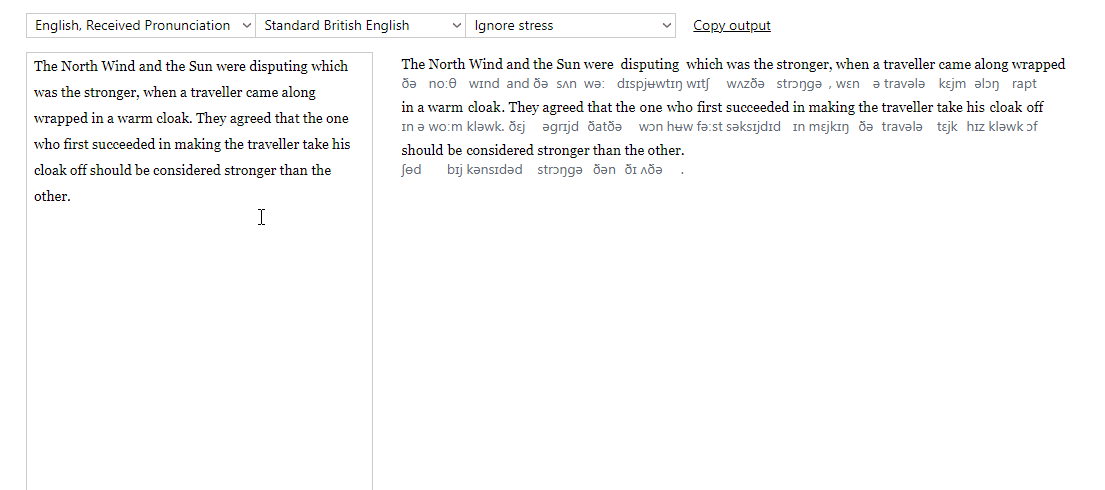 English, Received Pronunciation Standard British English Ignore stress Copy output
The North Wind and the Sun were disputing which
was the stronger, when a traveller came along
wrapped in a warm cloak. They agreed that the one
who first succeeded in making the traveller take his
cloak off should be considered stronger than the
other.
The North Wind and the Sun were disputing which was the stronger, when a traveller came along wrapped
ðə noːθ wɪnd and ðə sʌn wəː dɪspjʉwtɪŋ wɪtʃ wʌzðə strɔŋgə , wɛn ə travələ kɛjm əlɔŋ rapt
in a warm cloak. They agreed that the one who first succeeded in making the traveller take his cloak off
ɪn ə woːm kləwk. ðɛj əgrɪjd ðatðə wɔn hʉw fəːst səksɪjdɪd ɪn mɛjkɪŋ ðə travələ tɛjk hɪz kləwk ɔf
should be considered stronger than the other.
ʃɵd bɪj kənsɪdəd strɔŋgə ðən ðɪ ʌðə .